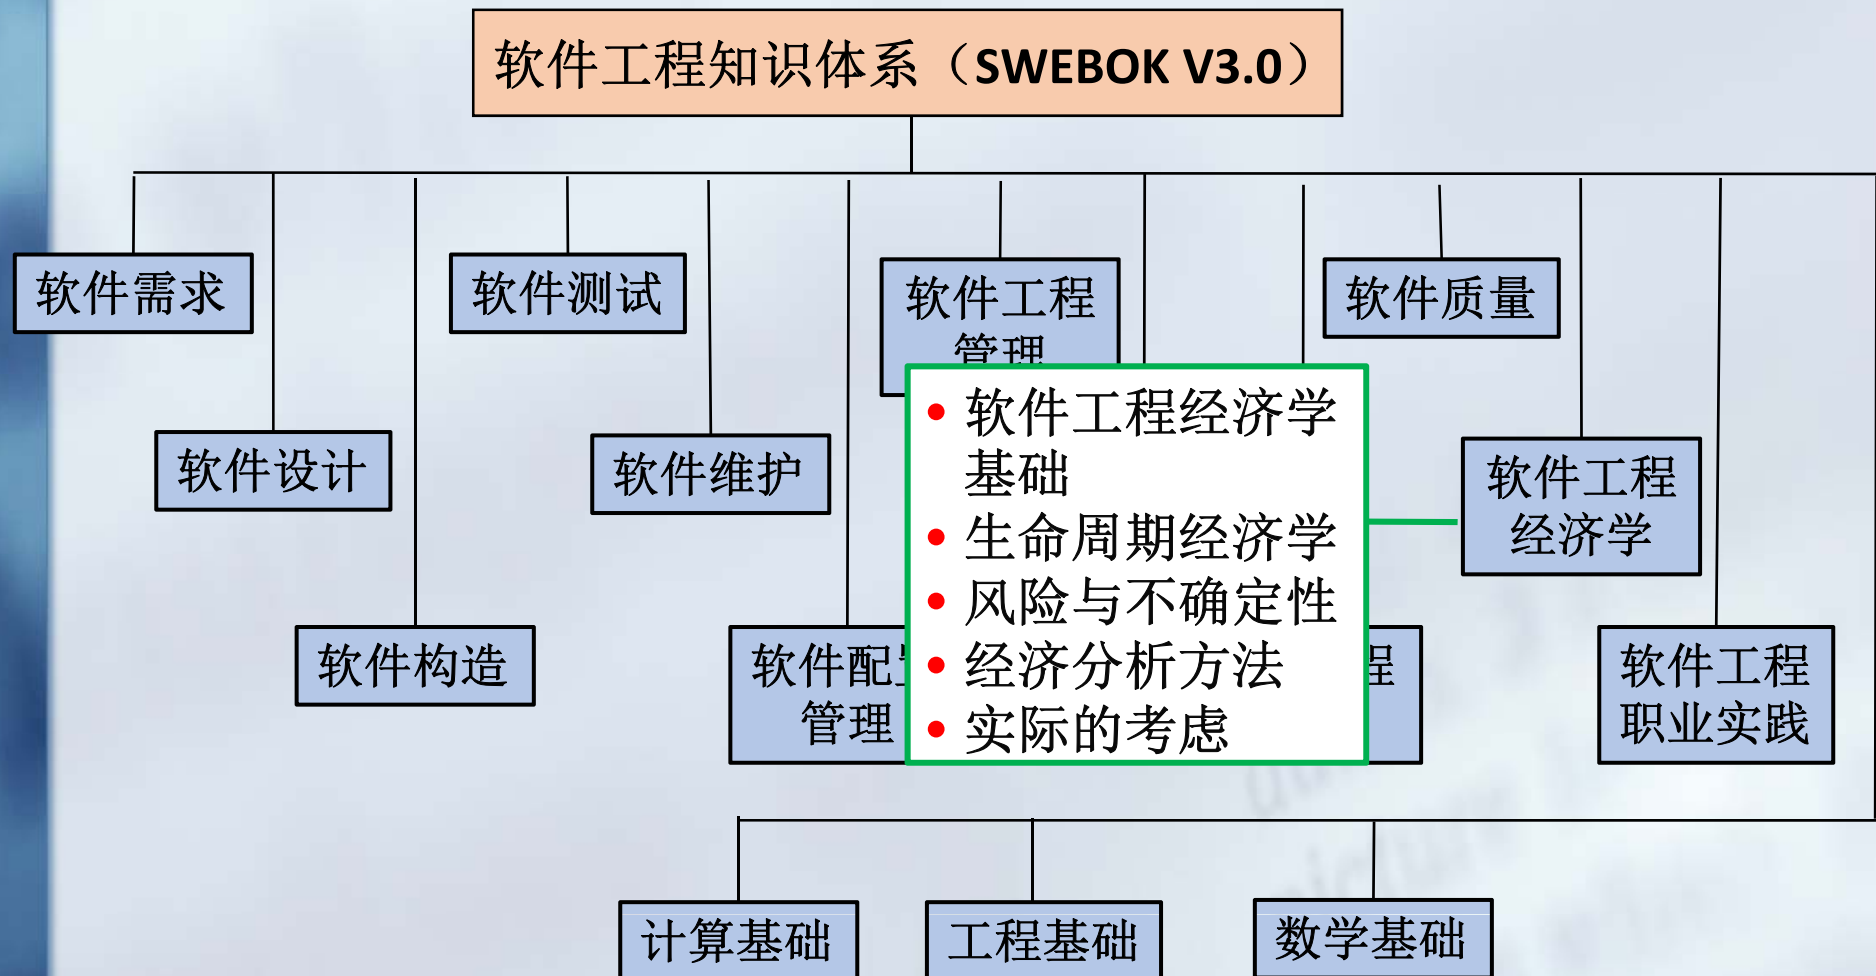 软件工程知识体系（SWEBOK V3.0）
软件需求
软件测试
软件工程
管理
软件质量
软件设计
软件维护
• 软件工程经济学
基础
• 生命周期经济学
• 风险与不确定性
• 经济分析方法
• 实际的考虑
软件工程
经济学
软件构造
软件配
管理
程
软件工程
职业实践
计算基础
工程基础
数学基础